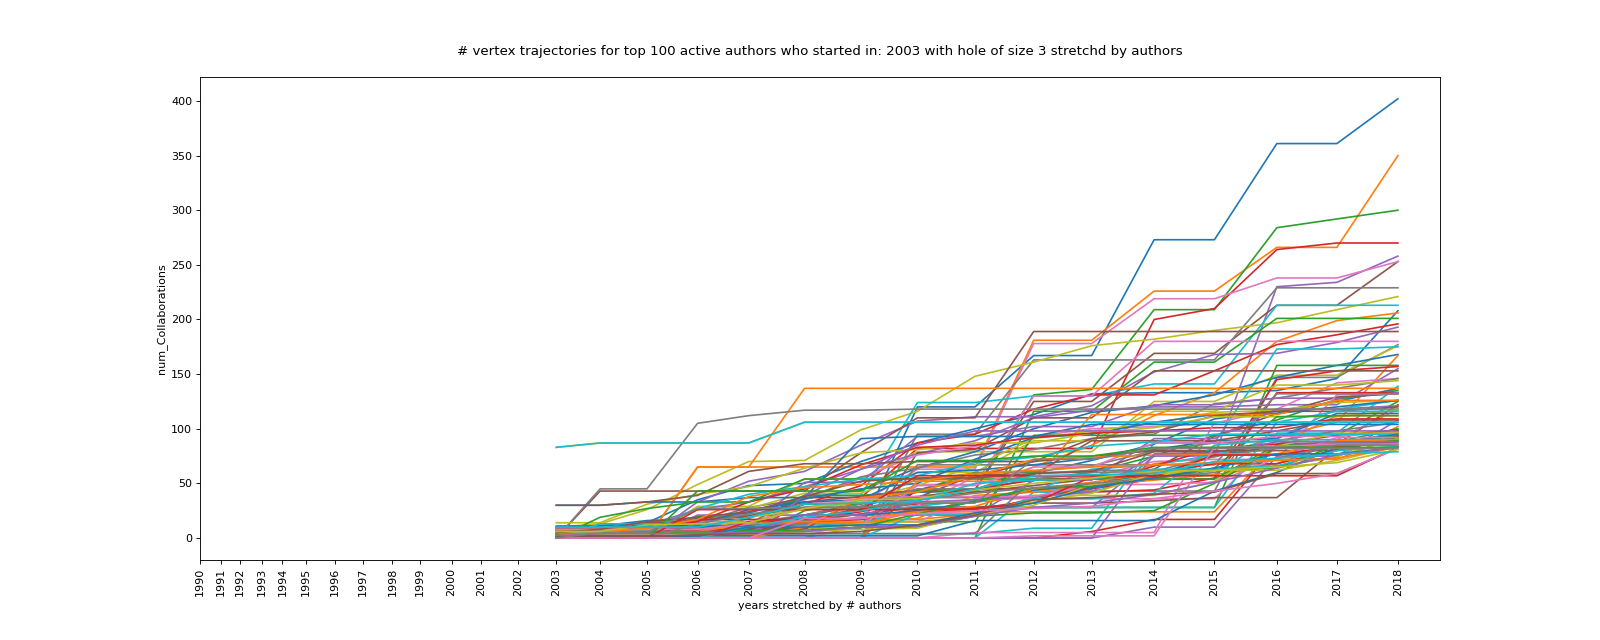 # vertex trajectories for top 100 active authors who started in: 2003 with hole of size 3 stretchd by authors
num_Collaborations
400
350
300
250
200
150
100
50
0
1990 1991 1992 1993 1994 1995 1996 1997 1998 1999 2000 2001 2002 2003 2004 2005 2006 2007 2008 2009 2010 2011 2012 2013 2014 2015 2016 2017 2018
years stretched by # authors